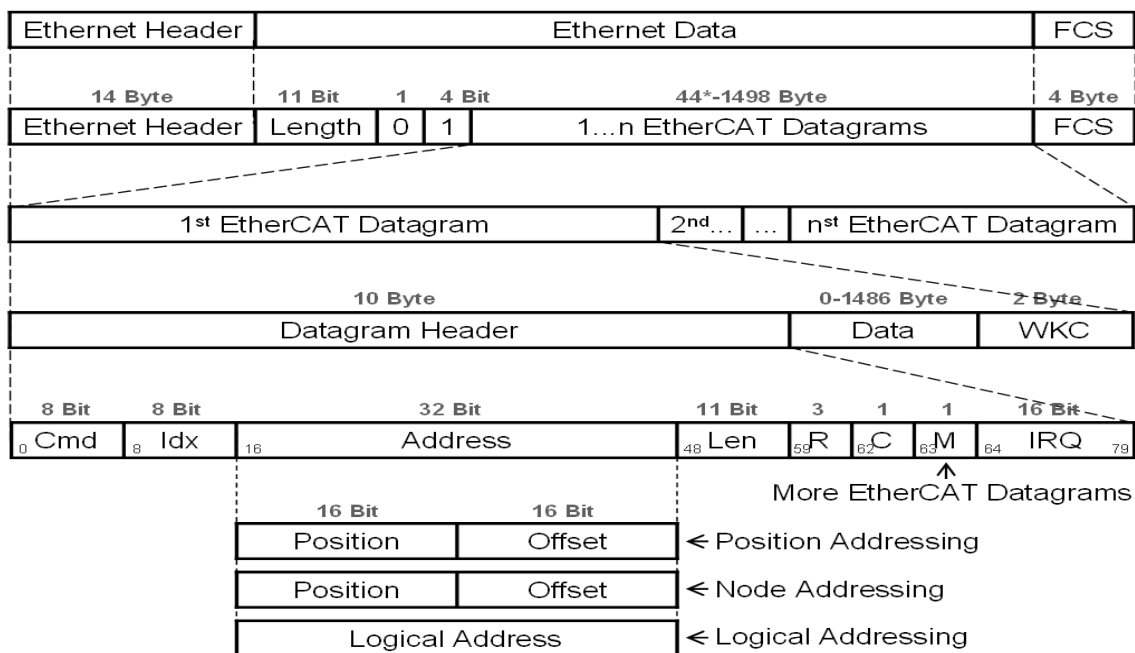 Ethernet Header Ethernet Data FCS
14 Byte 11 Bit 1 4 Bit 44*-1498 Byte 4 Byte
Ethernet Header Length 0 1 1...n EtherCAT Datagrams FCS
1st EtherCAT Datagram 2nd... ... nst EtherCAT Datagram
10 Byte 0-1486 Byte 2 Byte
Datagram Header Data WKC
8 Bit 8 Bit 32 Bit 11 Bit 3 1 1 16 Bit
0 Cmd 8 Idx 16 Address 48 Len 59 R 62 C 63 M 64 IRQ 79
More EtherCAT Datagrams
16 Bit 16 Bit
Position Offset ← Position Addressing
Position Offset ← Node Addressing
Logical Address ← Logical Addressing